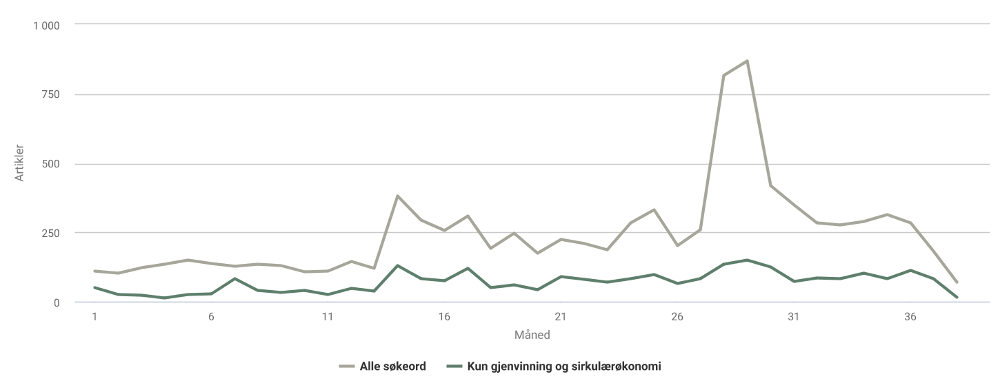 1 000
750
500
250
0
Artikler
1 6 11 16 21 26 31 36
Måned
Alle søkeord Kun gjenvinning og sirkulærøkonomi